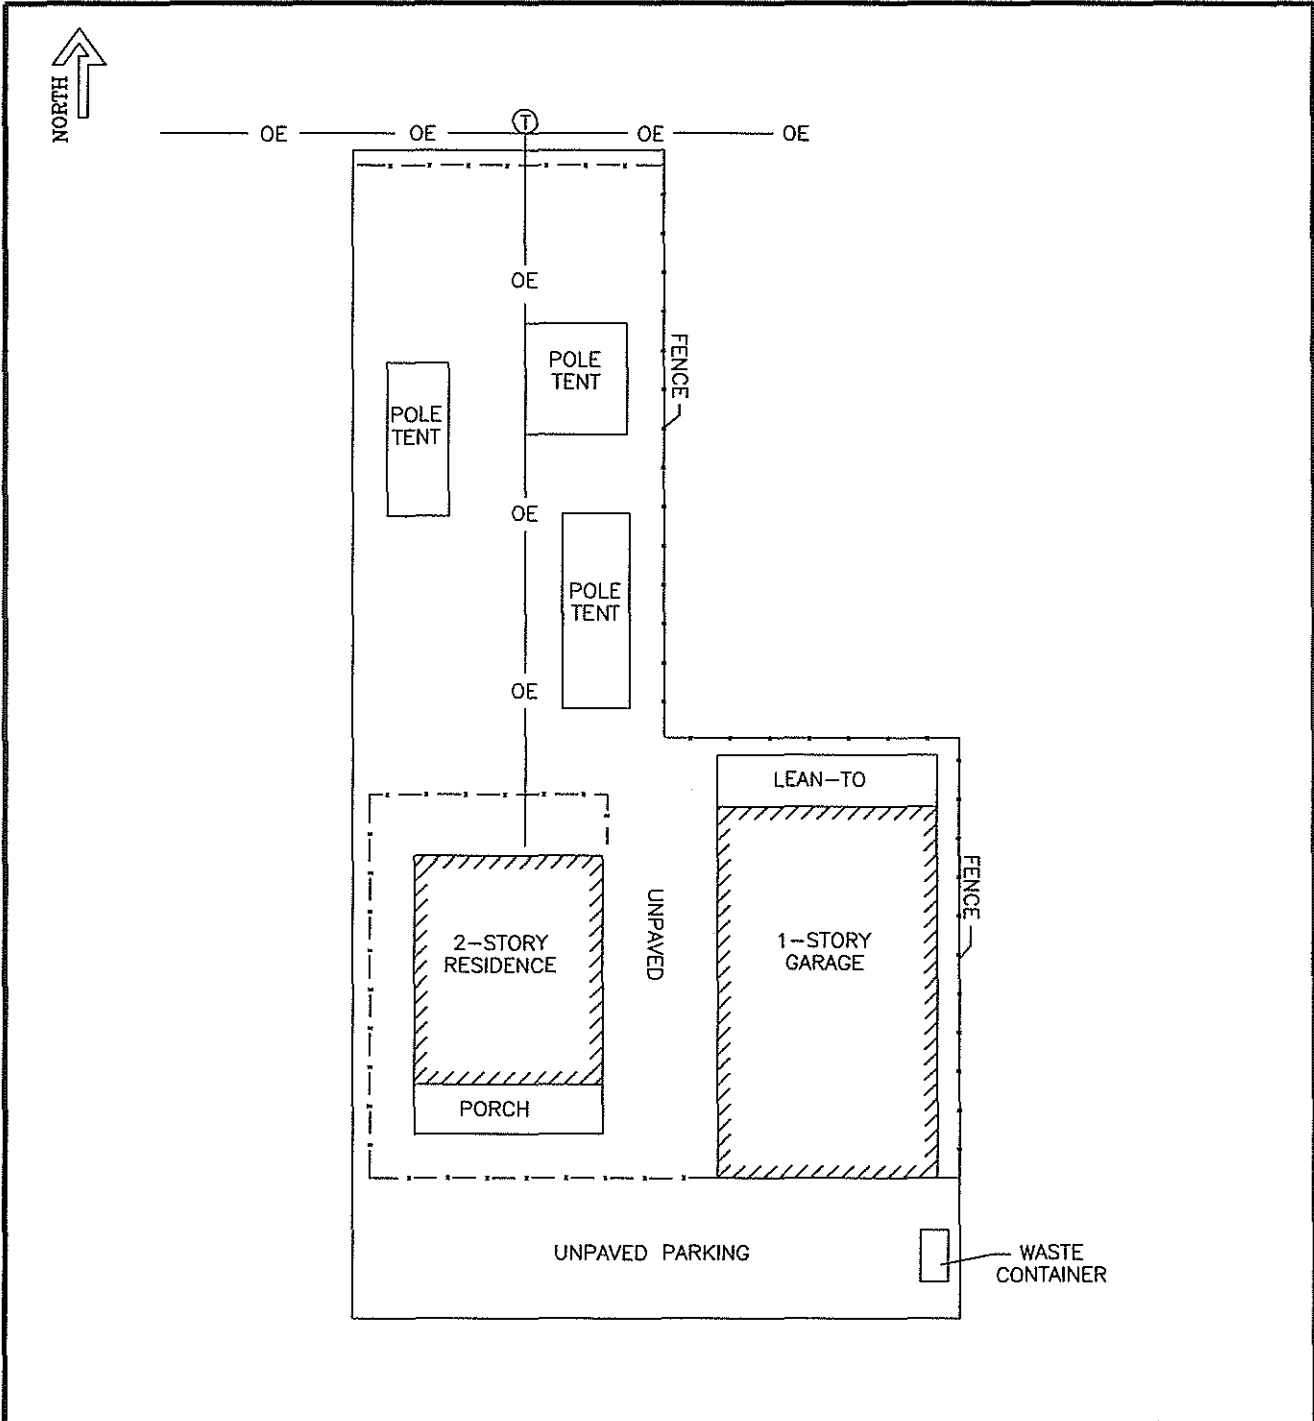 NORTH
OE OE T OE OE
OE
POLE
TENT
FENCE
POLE
TENT
OE
POLE
TENT
OE
LEAN-TO
FENCE
UNPAVED
2-STORY
RESIDENCE
1-STORY
GARAGE
PORCH
UNPAVED PARKING
WASTE
CONTAINER